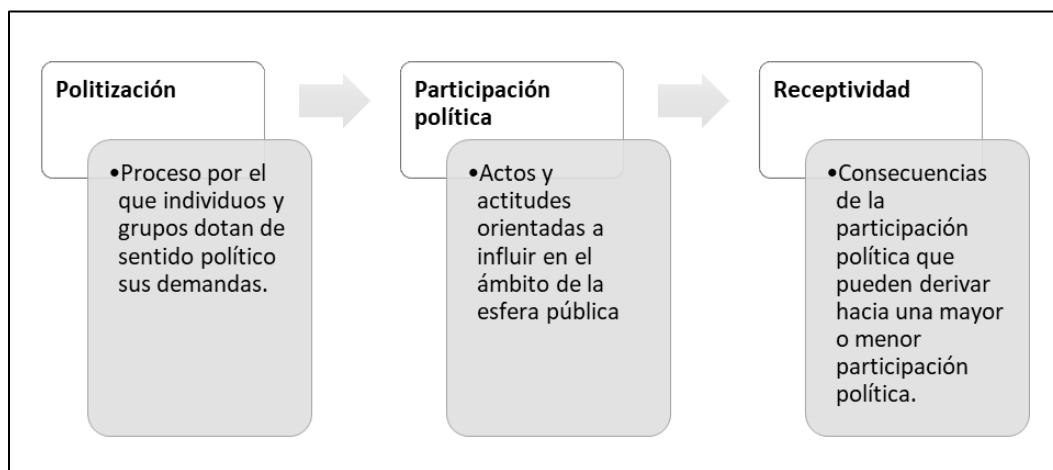 Politización
•Proceso por el
que individuos y
grupos dotan de
sentido político
sus demandas.
Participación
política
•Actos y
actitudes
orientadas a
influir en el
ámbito de la
esfera pública
Receptividad
•Consecuencias
de la
participación
política que
pueden derivar
hacia una mayor
o menor
participación
política.